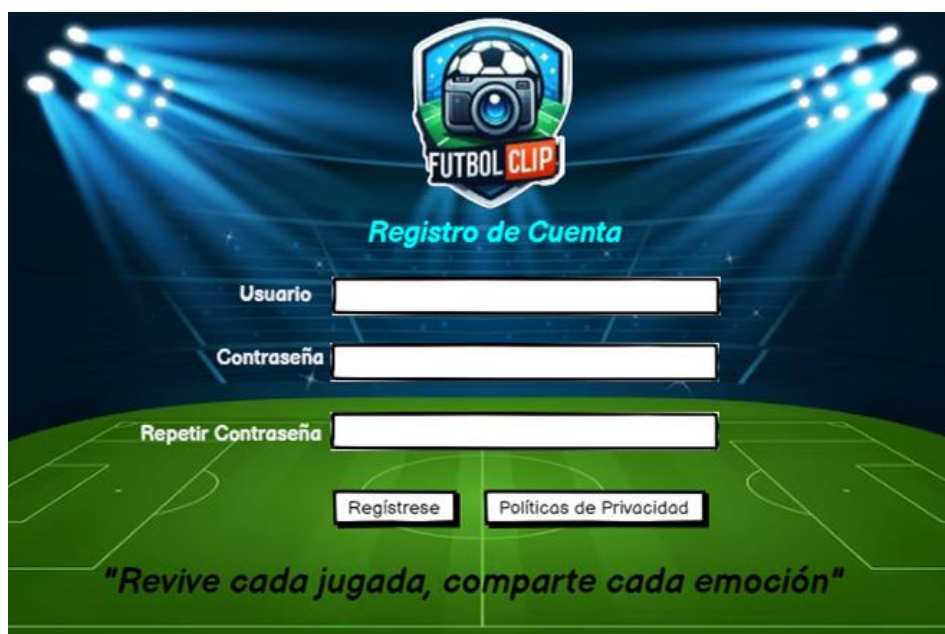 FUTBOL CLIP
Registro de Cuenta
Usuario
Contraseña
Repetir Contraseña
Regístrese
Políticas de Privacidad
"Revive cada jugada, comparte cada emoción"